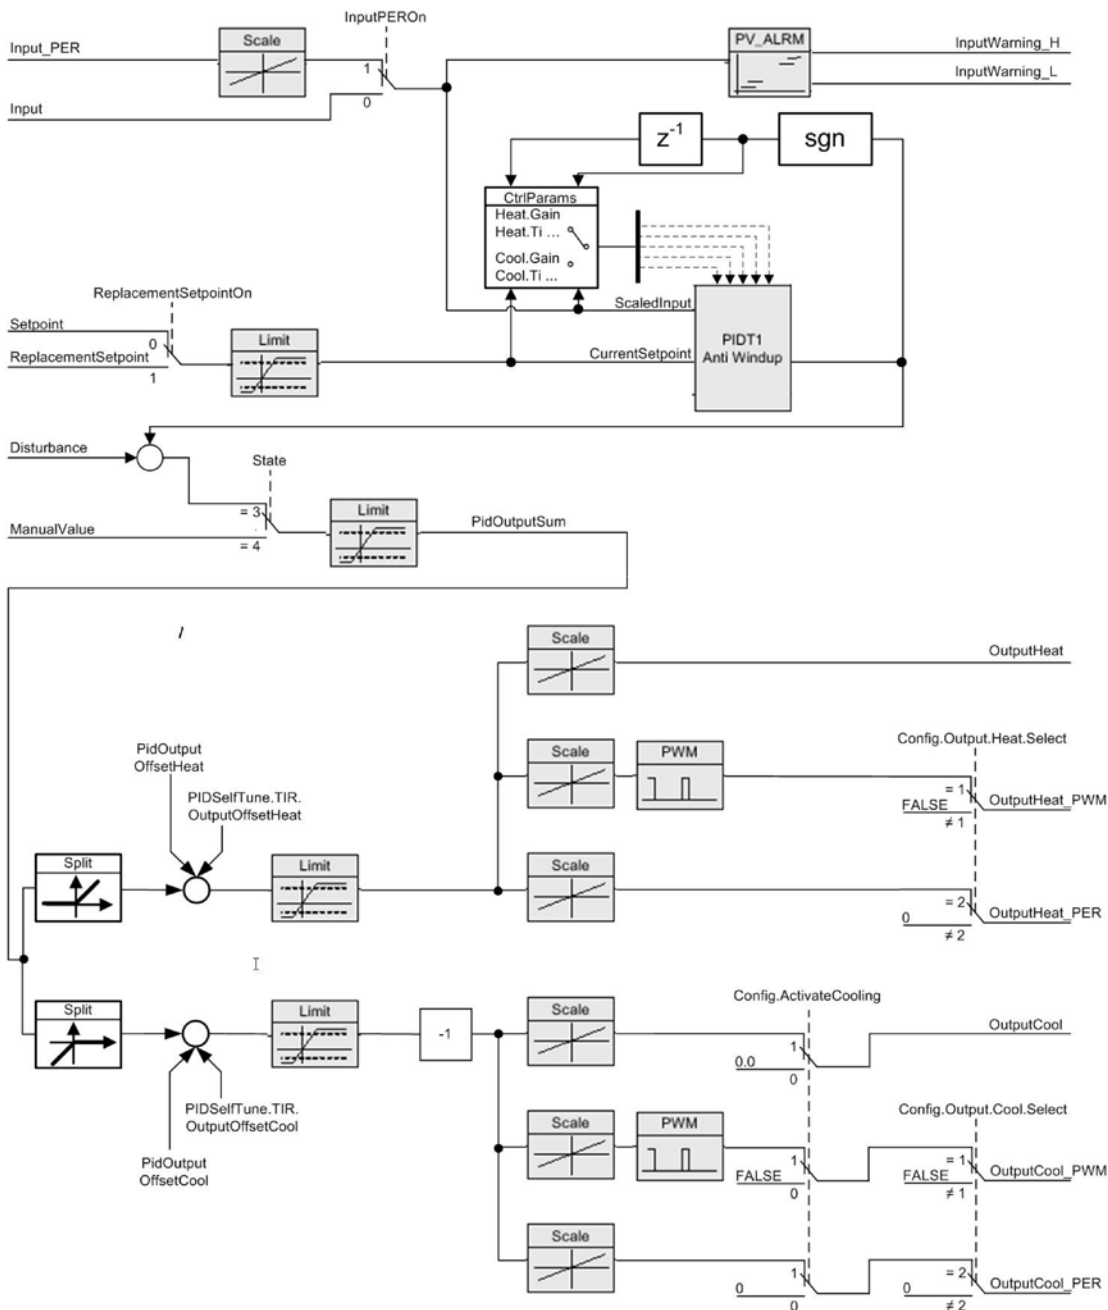 InputPEROn
Input_PER
Scale
PV_ALRM
InputWarning_H
InputWarning_L
1
Input
0
z-1
sgn
CtrlParams
Heat.Gain
Heat.Ti ...
Cool.Gain
Cool.Ti ...
ReplacementSetpointOn
ScaledInput
Setpoint
0
Limit
PIDT1
Anti Windup
ReplacementSetpoint
CurrentSetpoint
1
Disturbance
State
= 3
Limit
PidOutputSum
ManualValue
= 4
Scale
OutputHeat
Config.Output.Heat.Select
PidOutput
OffsetHeat
Scale
PWM
PIDSelfTune.TIR.
OutputOffsetHeat
= 1
FALSE
OutputHeat_PWM
≠ 1
Split
Limit
Scale
= 2
0
OutputHeat_PER
≠ 2
Config.ActivateCooling
Split
Limit
-1
Scale
OutputCool
1
0.0
0
PIDSelfTune.TIR.
OutputOffsetCool
Config.Output.Cool.Select
Scale
PWM
PidOutput
OffsetCool
1
FALSE
0
= 1
FALSE
OutputCool_PWM
≠ 1
Scale
1
0
0
= 2
0
OutputCool_PER
≠ 2